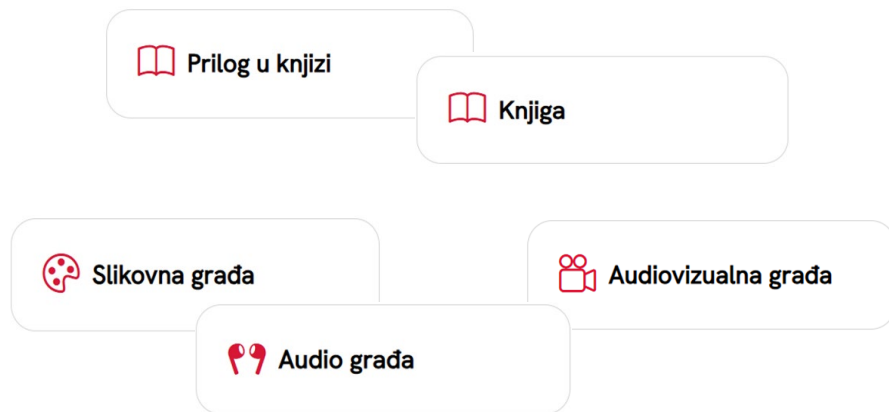 Prilog u knjizi
Knjiga
Slikovna građa
Audiovizualna građa
Audio građa